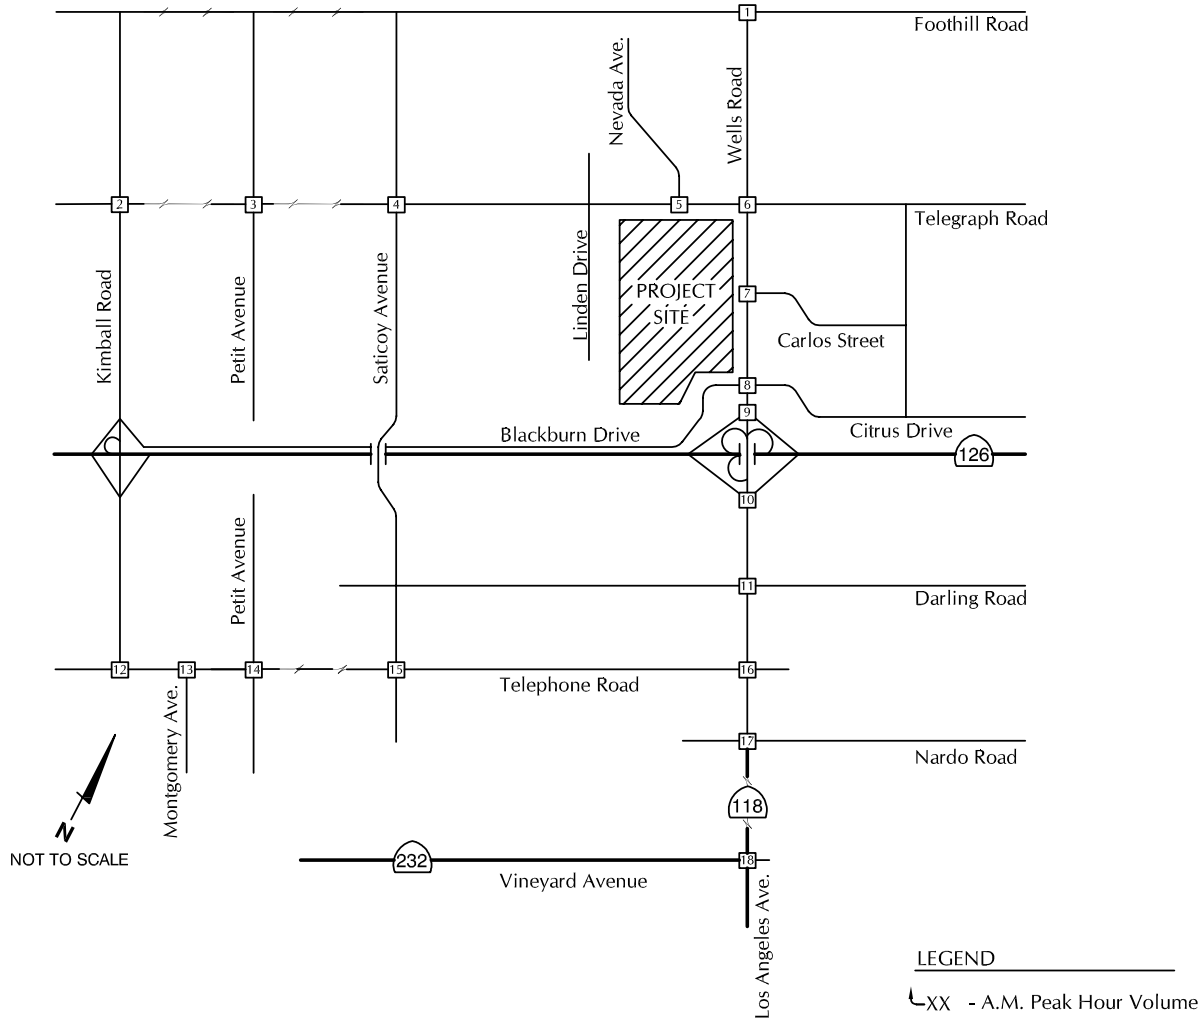 1
Foothill Road
Nevada Ave.
Wells Road
2
3
4
5
6
Telegraph Road
Kimball Road
Petit Avenue
Saticoy Avenue
Linden Drive
PROJECT
SITE
7
Carlos Street
8
9
Blackburn Drive
Citrus Drive
126
10
Petit Avenue
11
Darling Road
12
13
14
15
16
Telephone Road
Montgomery Ave.
17
Nardo Road
118
N
NOT TO SCALE
232
18
Vineyard Avenue
Los Angeles Ave.
LEGEND
XX - A.M. Peak Hour Volume